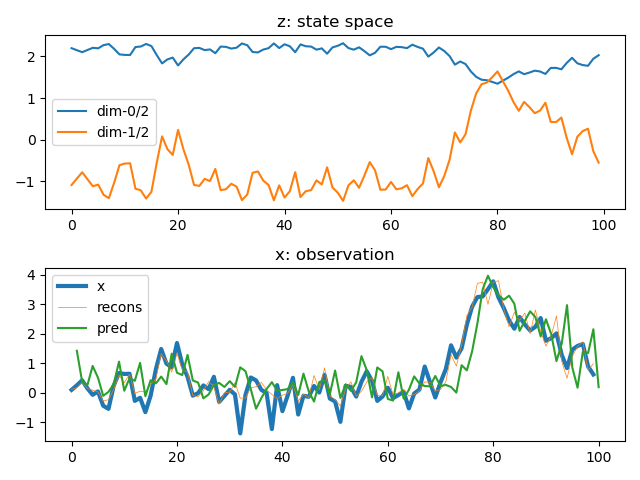 z: state space
2
1
0
−1
dim-0/2
dim-1/2
0 20 40 60 80 100
x: observation
4
3
2
1
0
−1
x
recons
pred
0 20 40 60 80 100